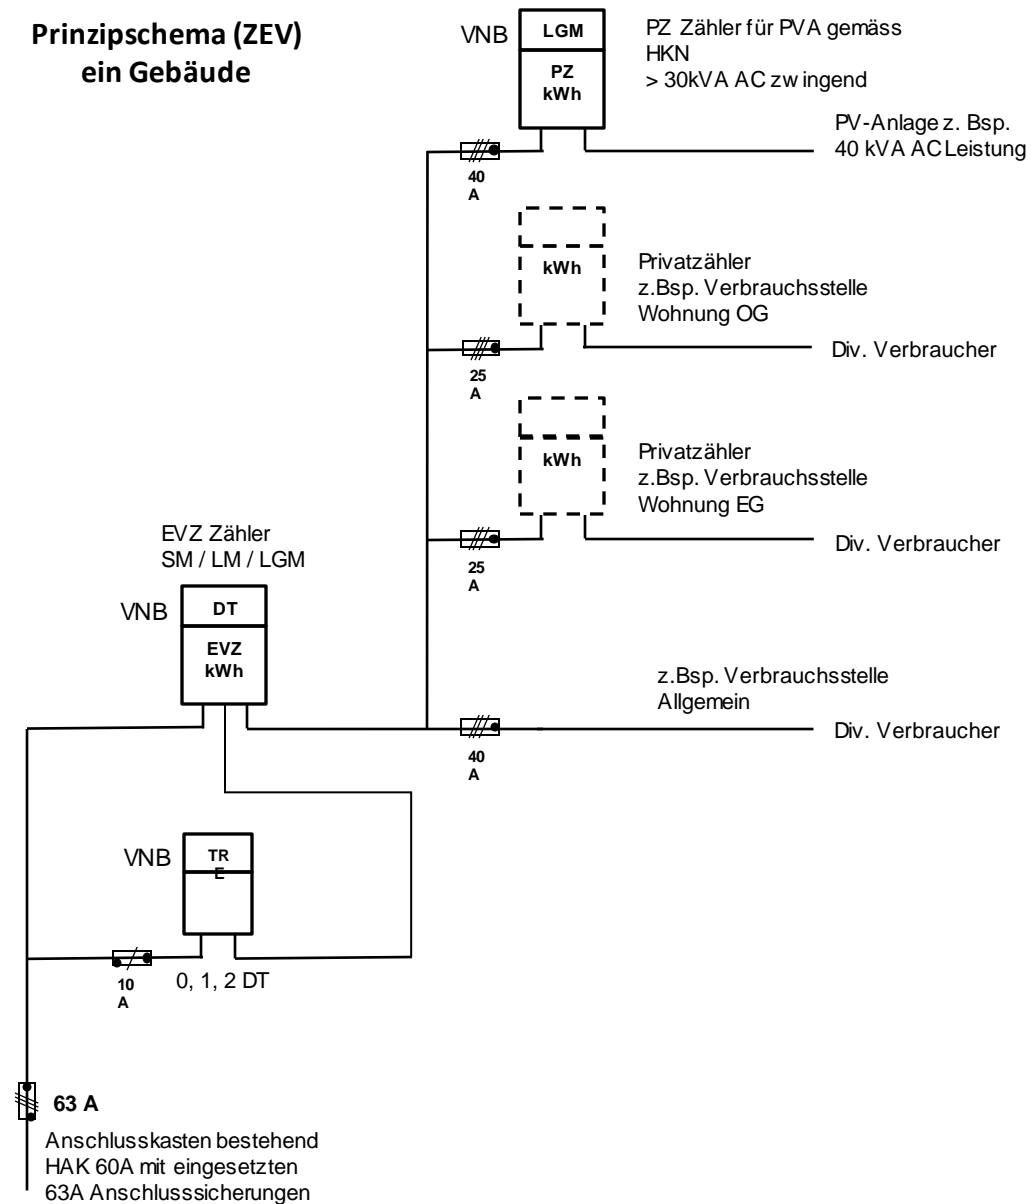 Prinzipschema (ZEV)
ein Gebäude
VNB
LGM
PZ
kWh
PZ Zähler für PVA gemäss
HKN
> 30kVA AC zwingend
PV-Anlage z. Bsp.
40 kVA AC Leistung
40
A
kWh
Privatzähler
z.Bsp. Verbrauchsstelle
Wohnung OG
Div. Verbraucher
25
A
kWh
Privatzähler
z.Bsp. Verbrauchsstelle
Wohnung EG
Div. Verbraucher
25
A
EVZ Zähler
SM / LM / LGM
VNB
DT
EVZ
kWh
z.Bsp. Verbrauchsstelle
Allgemein
Div. Verbraucher
40
A
VNB
TR
E
10
A
0, 1, 2 DT
63 A
Anschlusskasten bestehend
HAK 60A mit eingesetzten
63A Anschlusssicherungen